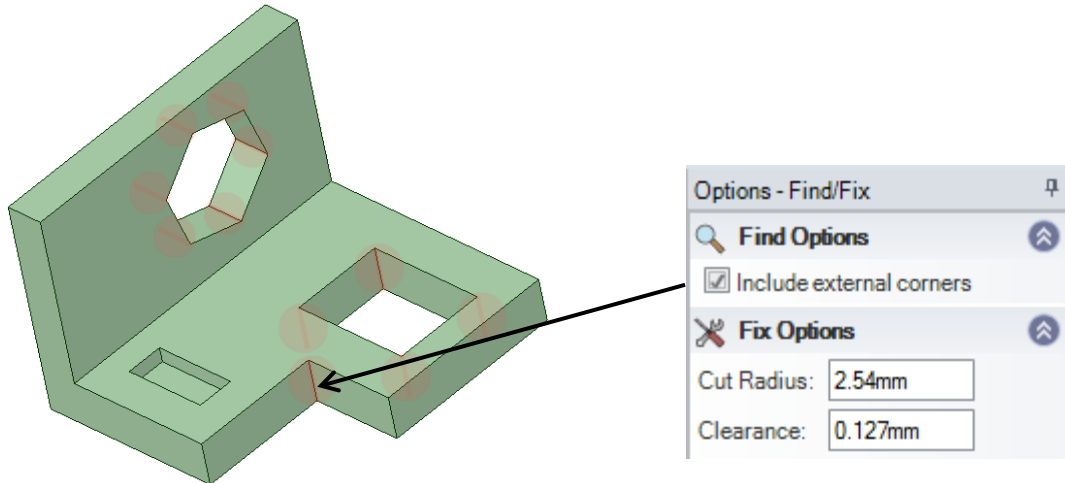 Options - Find/Fix
Find Options
Include external corners
Fix Options
Cut Radius: 2.54mm
Clearance: 0.127mm